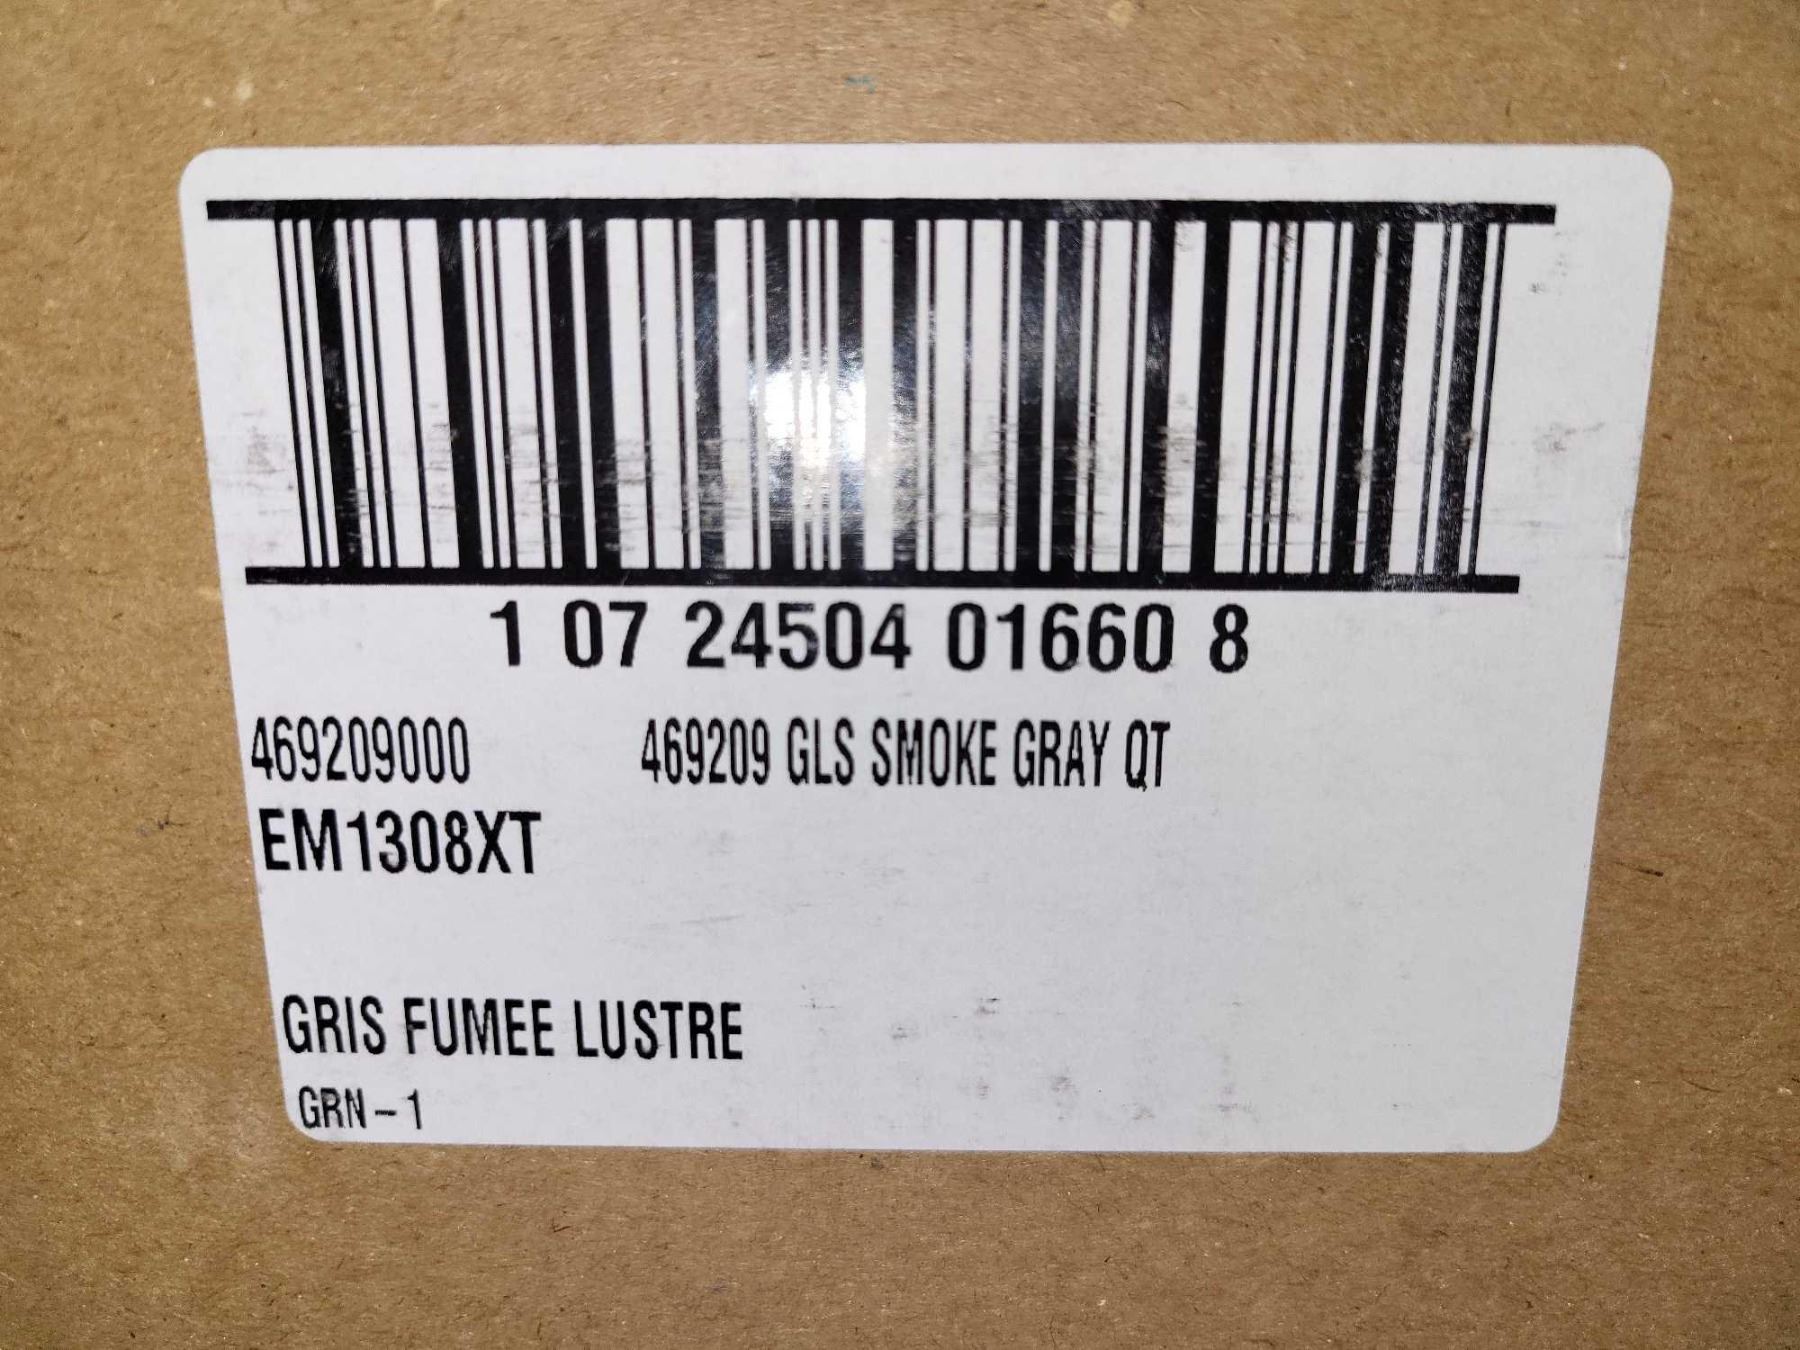 1 07 24504 01660 8
469209000 469209 GLS SMOKE GRAY QT
EM1308XT
GRIS FUMEE LUSTRE
GRN-1